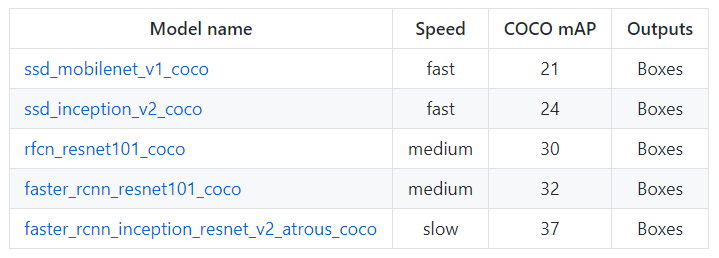 Model name Speed COCO mAP Outputs
ssd_mobilenet_v1_coco fast 21 Boxes
ssd_inception_v2_coco fast 24 Boxes
rfcn_resnet101_coco medium 30 Boxes
faster_rcnn_resnet101_coco medium 32 Boxes
faster_rcnn_inception_resnet_v2_atrous_coco slow 37 Boxes